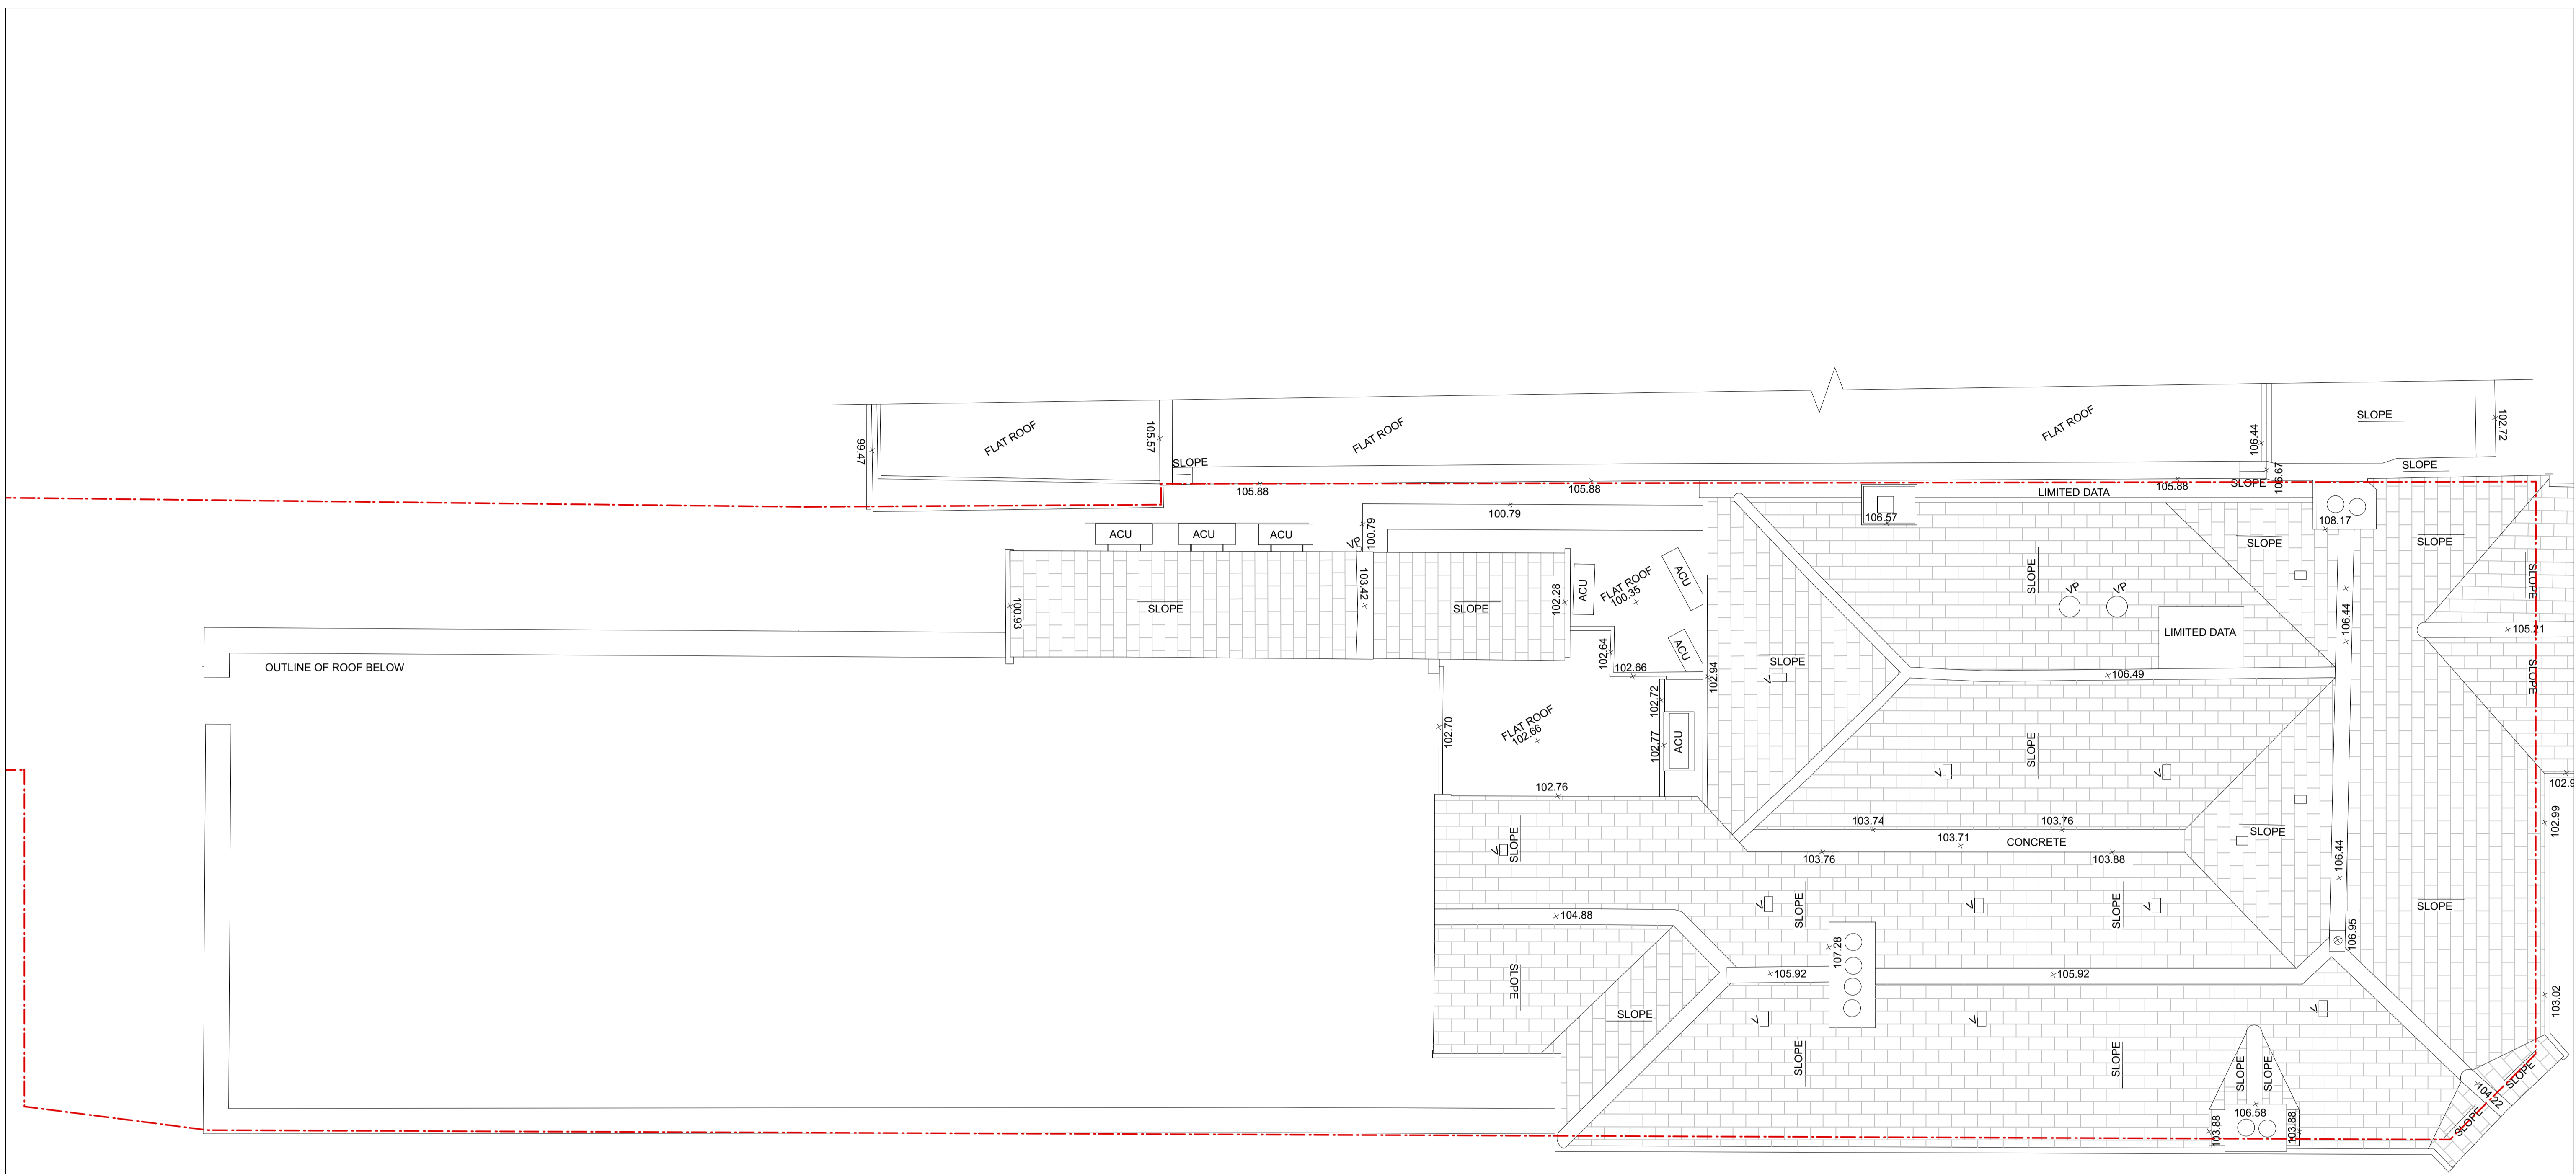 FLAT ROOF
FLAT ROOF
FLAT ROOF
SLOPE
102.72
99.47
105.57
106.44
SLOPE
SLOPE
106.67
105.88
105.88
105.88
SLOPE
LIMITED DATA
100.79
106.57
108.17
ACU
ACU
ACU
VP
100.79
SLOPE
SLOPE
SLOPE
100.93
SLOPE
103.42
SLOPE
102.28
ACU
FLAT ROOF
100.35
ACU
SLOPE
VP
VP
SLOPE
106.44
105.21
LIMITED DATA
OUTLINE OF ROOF BELOW
102.64
102.66
ACU
102.94
SLOPE
V
106.49
SLOPE
102.70
FLAT ROOF
102.66
102.72
102.77
ACU
SLOPE
V
V
102.76
102.9
102.99
103.74
103.71
103.76
CONCRETE
SLOPE
103.76
103.88
V
SLOPE
106.44
104.88
V
SLOPE
V
SLOPE
V
SLOPE
106.95
SLOPE
107.28
105.92
105.92
103.02
SLOPE
V
V
V
SLOPE
SLOPE
SLOPE
SLOPE
SLOPE
104.22
106.58
103.88
103.88
SLOPE